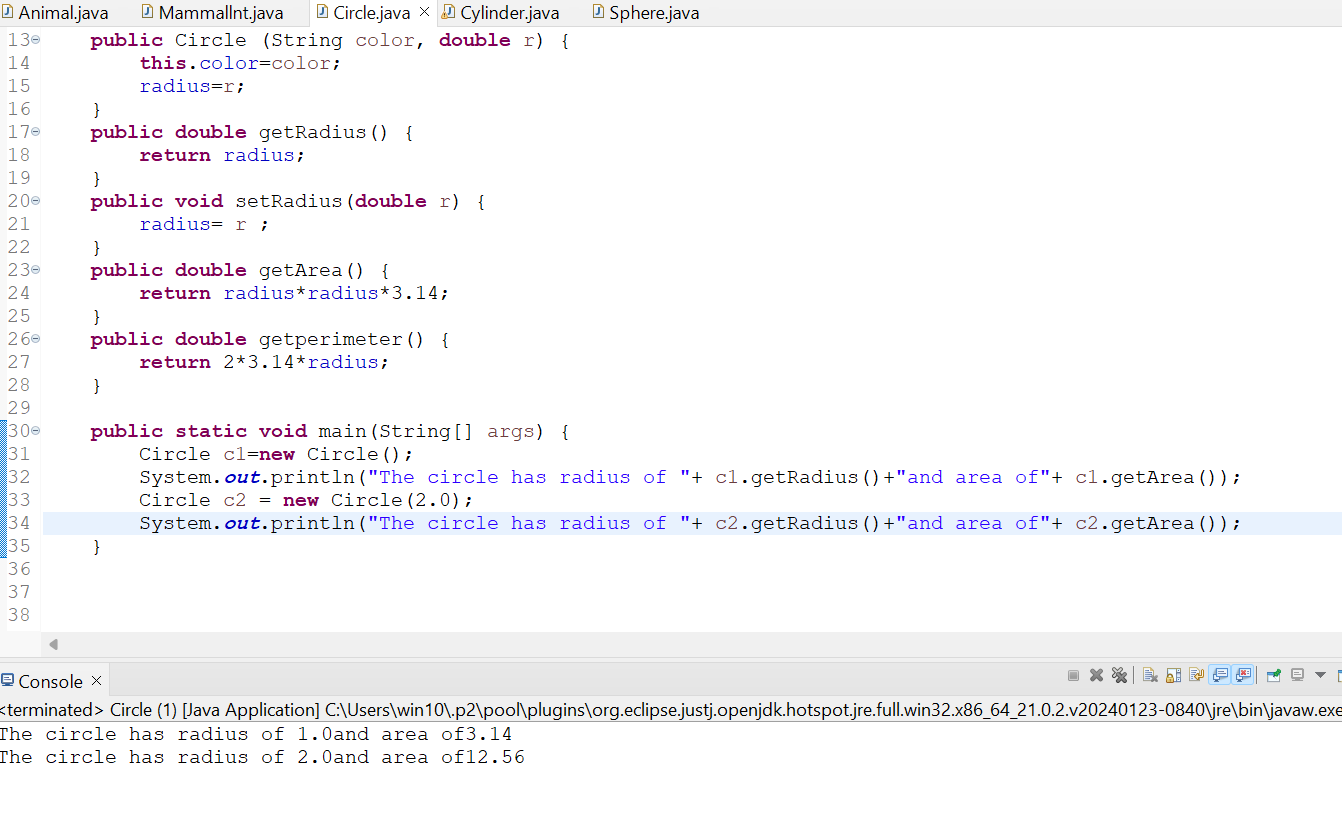 Animal.java MammalInt.java Circle.java Cylinder.java Sphere.java
13 public Circle (String color, double r) {
14 this.color=color;
15 radius=r;
16 }
17 public double getRadius() {
18 return radius;
19 }
20 public void setRadius(double r) {
21 radius= r ;
22 }
23 public double getArea() {
24 return radius*radius*3.14;
25 }
26 public double getperimeter() {
27 return 2*3.14*radius;
28 }
29
30 public static void main(String[] args) {
31 Circle c1=new Circle();
32 System.out.println("The circle has radius of "+ c1.getRadius()+"and area of"+ c1.getArea());
33 Circle c2 = new Circle(2.0);
34 System.out.println("The circle has radius of "+ c2.getRadius()+"and area of"+ c2.getArea());
35 }
36
37
38
Console
<terminated> Circle (1) [Java Application] C:\Users\win10\.p2\pool\plugins\org.eclipse.justj.openjdk.hotspot.jre.full.win32.x86_64_21.0.2.v20240123-0840\jre\bin\javaw.exe
The circle has radius of 1.0and area of3.14
The circle has radius of 2.0and area of12.56